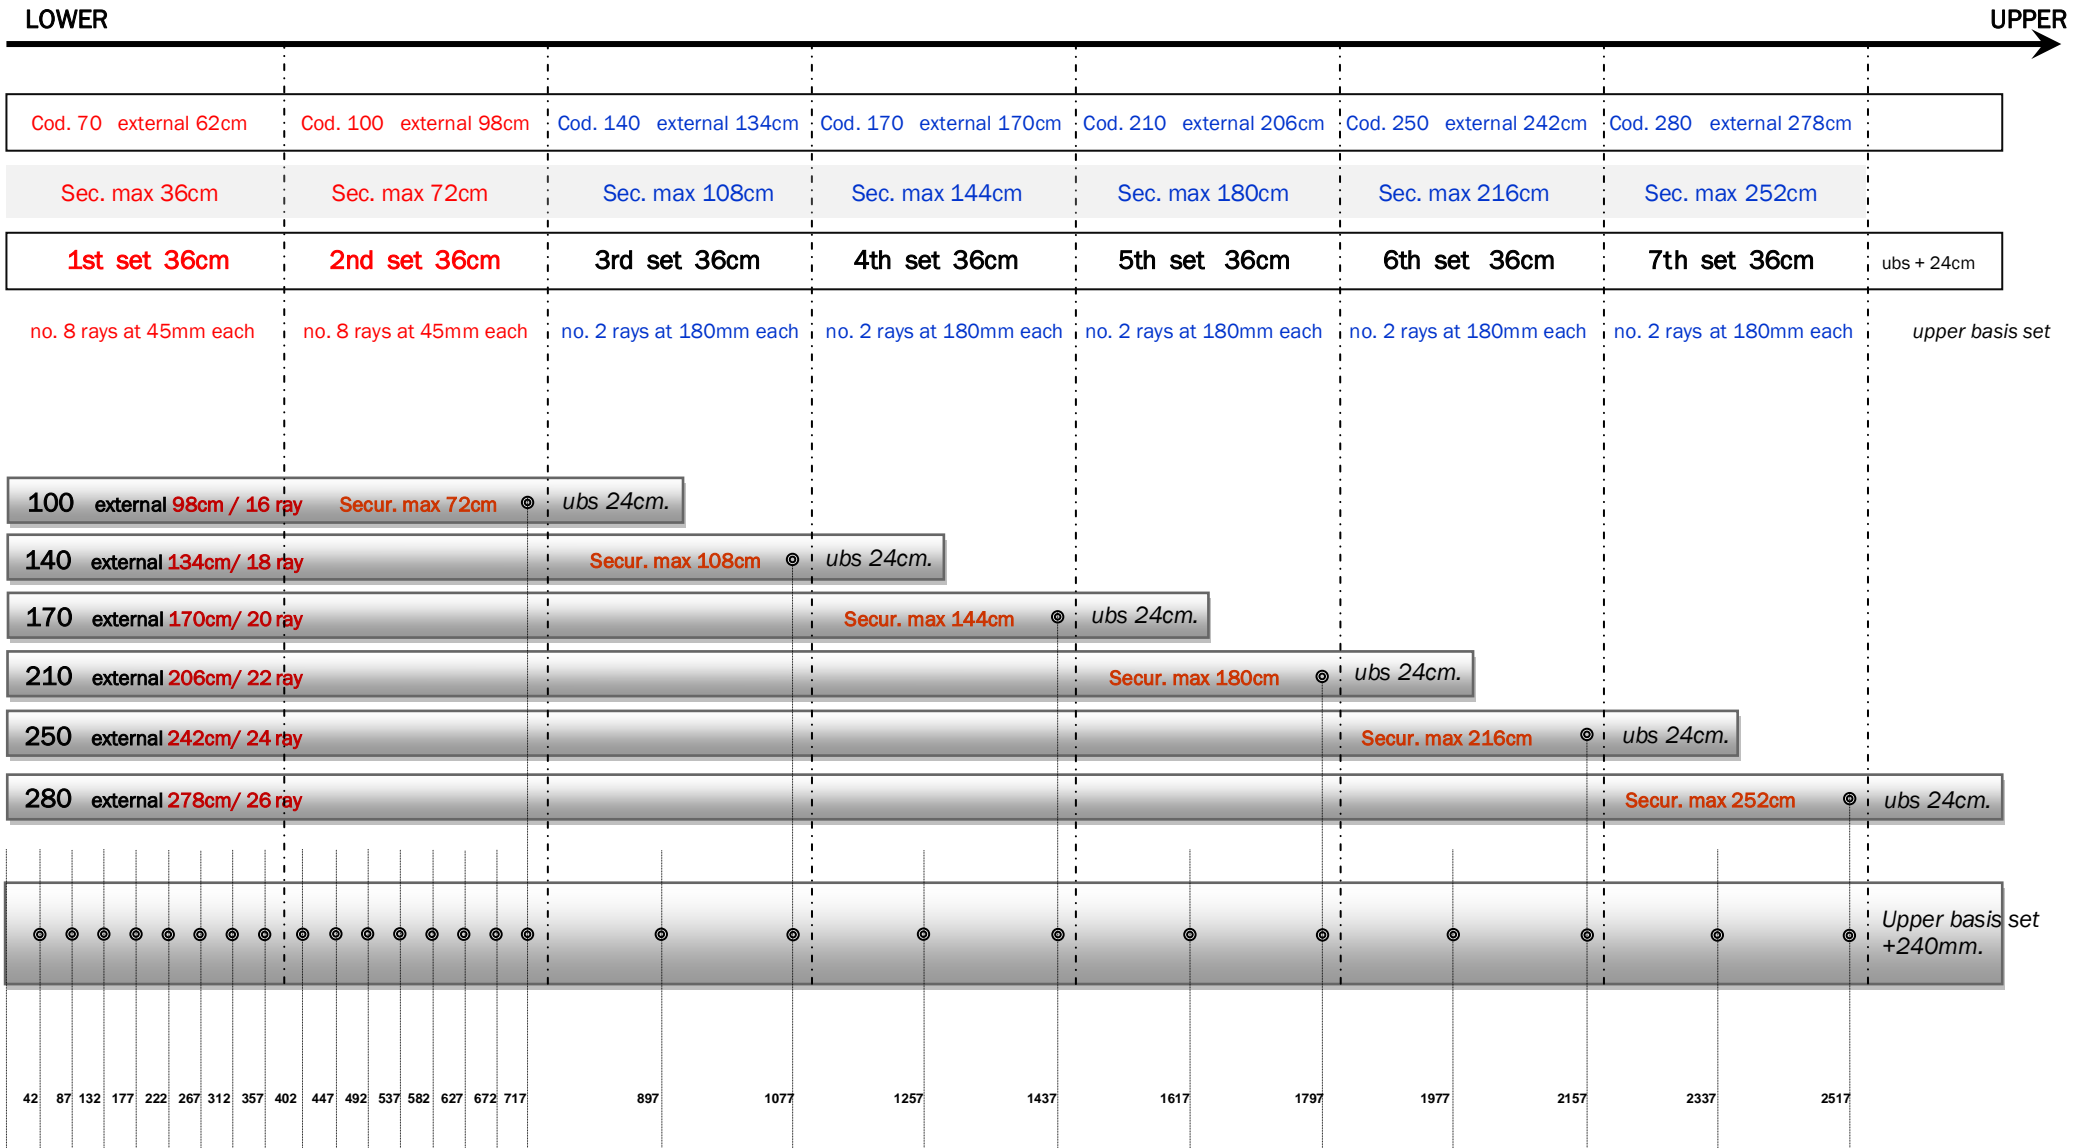 LOWER UPPER
Cod. 70 external 62cm Cod. 100 external 98cm Cod. 140 external 134cm Cod. 170 external 170cm Cod. 210 external 206cm Cod. 250 external 242cm Cod. 280 external 278cm
Sec. max 36cm Sec. max 72cm Sec. max 108cm Sec. max 144cm Sec. max 180cm Sec. max 216cm Sec. max 252cm
1st set 36cm 2nd set 36cm 3rd set 36cm 4th set 36cm 5th set 36cm 6th set 36cm 7th set 36cm ubs + 24cm
no. 8 rays at 45mm each no. 8 rays at 45mm each no. 2 rays at 180mm each no. 2 rays at 180mm each no. 2 rays at 180mm each no. 2 rays at 180mm each no. 2 rays at 180mm each upper basis set
100 external 98cm / 16 ray Secur. max 72cm ubs 24cm.
140 external 134cm/ 18 ray Secur. max 108cm ubs 24cm.
170 external 170cm/ 20 ray Secur. max 144cm ubs 24cm.
210 external 206cm/ 22 ray Secur. max 180cm ubs 24cm.
250 external 242cm/ 24 ray Secur. max 216cm ubs 24cm.
280 external 278cm/ 26 ray Secur. max 252cm ubs 24cm.
Upper basis set
+240mm.
42 87 132 177 222 267 312 357 402 447 492 537 582 627 672 717 897 1077 1257 1437 1617 1797 1977 2157 2337 2517